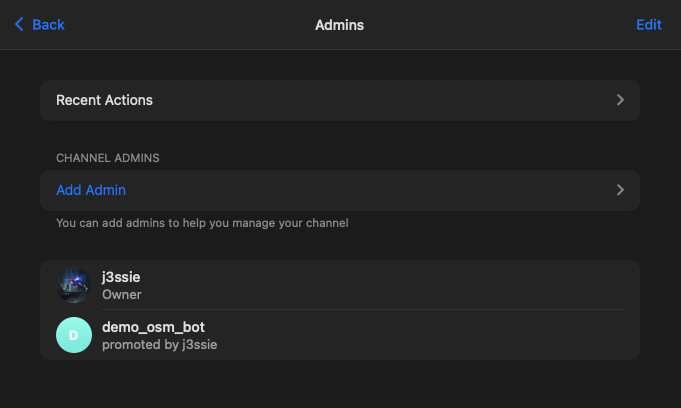 Back
Admins
Edit
Recent Actions
CHANNEL ADMINS
Add Admin
You can add admins to help you manage your channel
j3ssie
Owner
D
demo_osm_bot
promoted by j3ssie